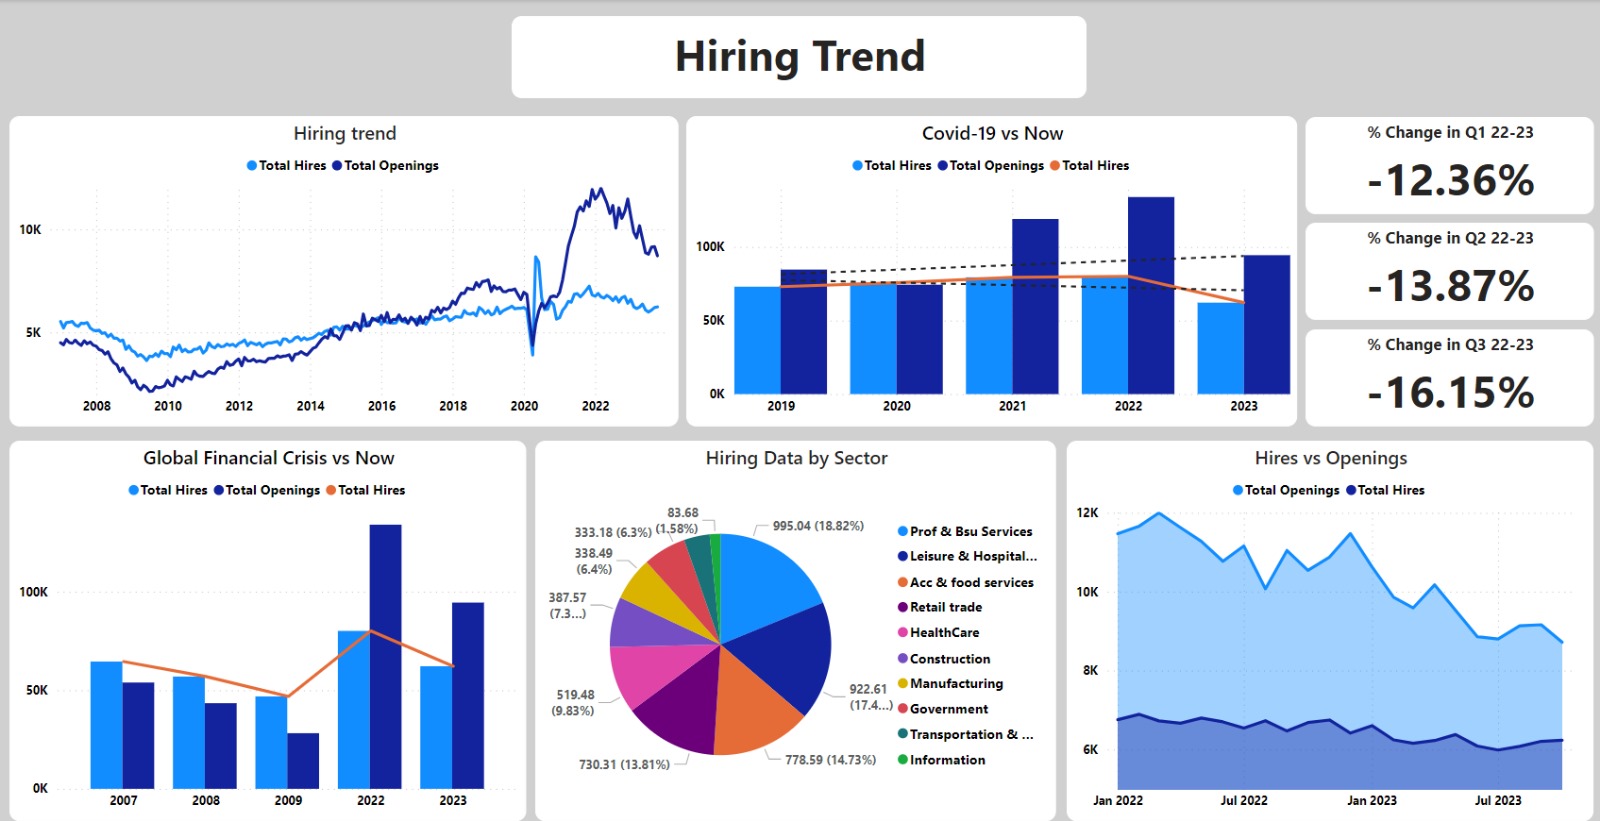 Hiring Trend
Hiring trend
Total Hires Total Openings
10K
5K
2008 2010 2012 2014 2016 2018 2020 2022
Covid-19 vs Now
Total Hires Total Openings Total Hires
100K
50K
0K
2019 2020 2021 2022 2023
% Change in Q1 22-23
-12.36%
% Change in Q2 22-23
-13.87%
% Change in Q3 22-23
-16.15%
Global Financial Crisis vs Now
Total Hires Total Openings Total Hires
100K
50K
0K
2007 2008 2009 2022 2023
Hiring Data by Sector
83.68
(1.58%)
333.18 (6.3%)
338.49
(6.4%)
387.57
(7.3...)
519.48
(9.83%)
730.31 (13.81%)
995.04 (18.82%)
922.61
(17.4...)
778.59 (14.73%)
Prof & Bsu Services
Leisure & Hospital...
Acc & food services
Retail trade
HealthCare
Construction
Manufacturing
Government
Transportation & ...
Information
Hires vs Openings
Total Openings Total Hires
12K
10K
8K
6K
Jan 2022 Jul 2022 Jan 2023 Jul 2023